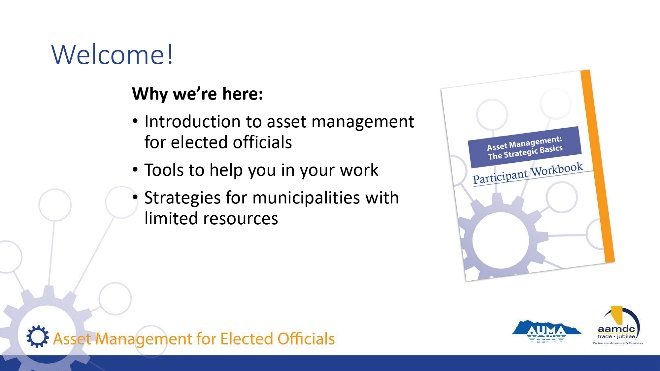 Welcome!
Why we're here:
• Introduction to asset management
for elected officials
• Tools to help you in your work
• Strategies for municipalities with
limited resources
Asset Management:
The Strategic Basics
Participant Workbook
Asset Management for Elected Officials
AUMA
aamdc
trade · jubilee